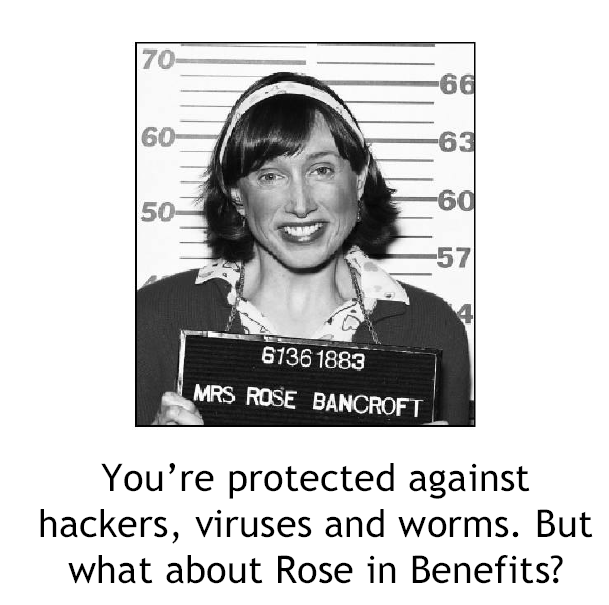 70
66
60
63
60
50
57
4
61361883
MRS ROSE BANCROFT
You're protected against
hackers, viruses and worms. But
what about Rose in Benefits?